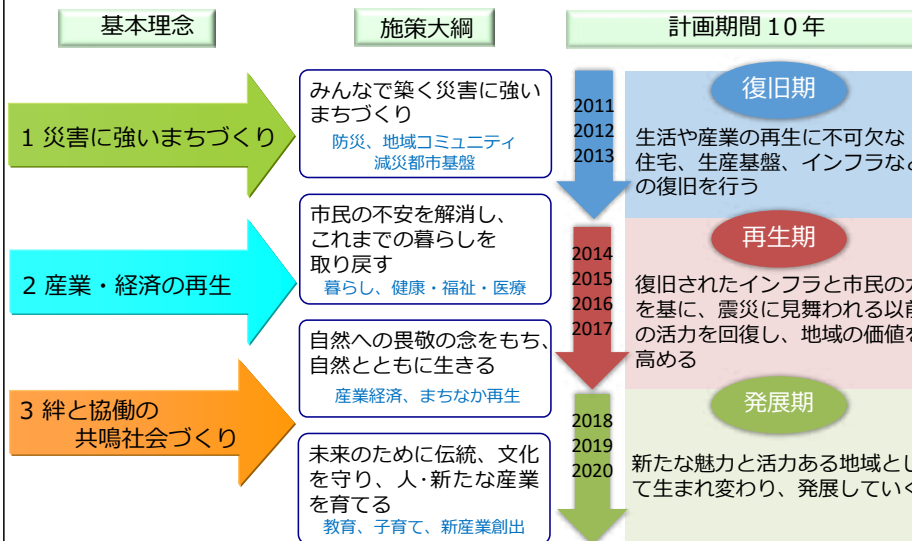 基本理念
施策大綱
計画期間10年
1 災害に強いまちづくり
2 産業・経済の再生
3 絆と協働の
共鳴社会づくり
みんなで築く災害に強い
まちづくり
防災、地域コミュニティ
減災都市基盤
市民の不安を解消し、
これまでの暮らしを
取り戻す
暮らし、健康・福祉・医療
自然への畏敬の念をもち、
自然とともに生きる
産業経済、まちなか再生
未来のために伝統、文化
を守り、人・新たな産業
を育てる
教育、子育て、新産業創出
2011
2012
2013
復旧期
生活や産業の再生に不可欠な
住宅、生産基盤、インフラなど
の復旧を行う
2014
2015
2016
2017
再生期
復旧されたインフラと市民の力
を基に、震災に見舞われる以前
の活力を回復し、地域の価値を
高める
2018
2019
2020
発展期
新たな魅力と活力ある地域とし
て生まれ変わり、発展していく